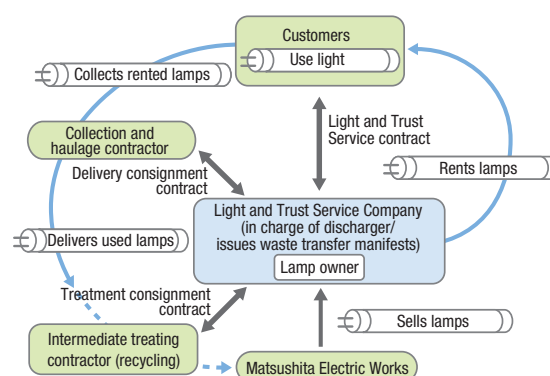 Customers
Use light
Collects rented lamps
Light and Trust
Service contract
Collection and
haulage contractor
Rents lamps
Delivery consignment
contract
Light and Trust Service Company
(in charge of discharger/
issues waste transfer manifests)
Lamp owner
Delivers used lamps
Treatment consignment
contract
Sells lamps
Intermediate treating
contractor (recycling)
Matsushita Electric Works